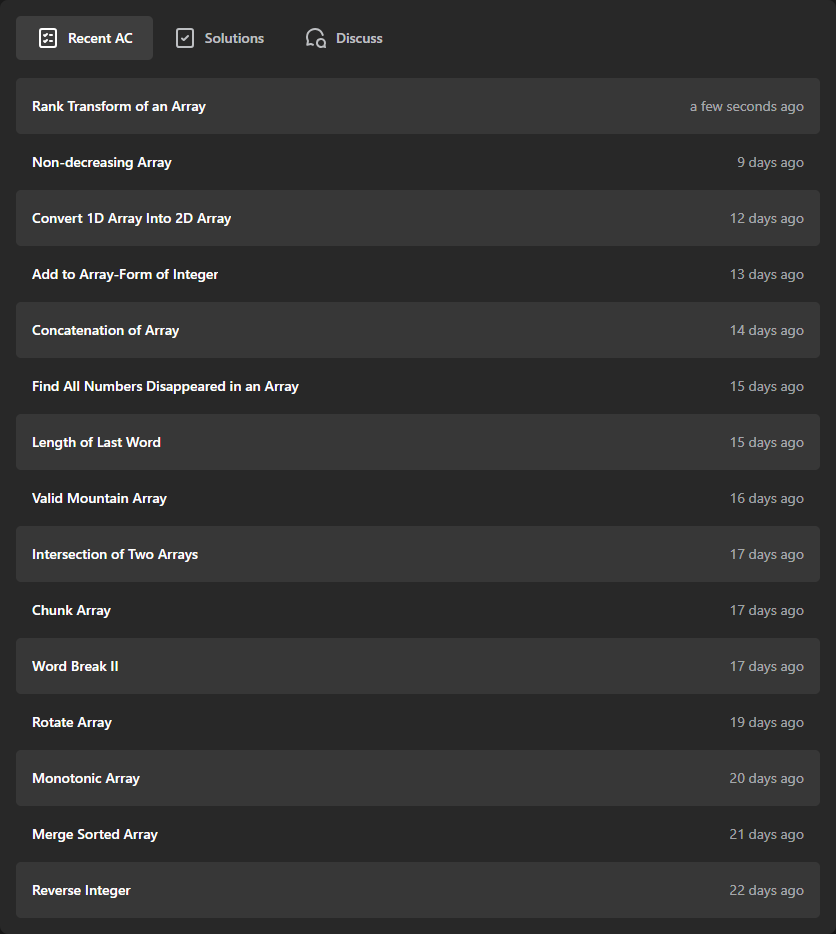 Recent AC Solutions Discuss
Rank Transform of an Array a few seconds ago
Non-decreasing Array 9 days ago
Convert 1D Array Into 2D Array 12 days ago
Add to Array-Form of Integer 13 days ago
Concatenation of Array 14 days ago
Find All Numbers Disappeared in an Array 15 days ago
Length of Last Word 15 days ago
Valid Mountain Array 16 days ago
Intersection of Two Arrays 17 days ago
Chunk Array 17 days ago
Word Break II 17 days ago
Rotate Array 19 days ago
Monotonic Array 20 days ago
Merge Sorted Array 21 days ago
Reverse Integer 22 days ago